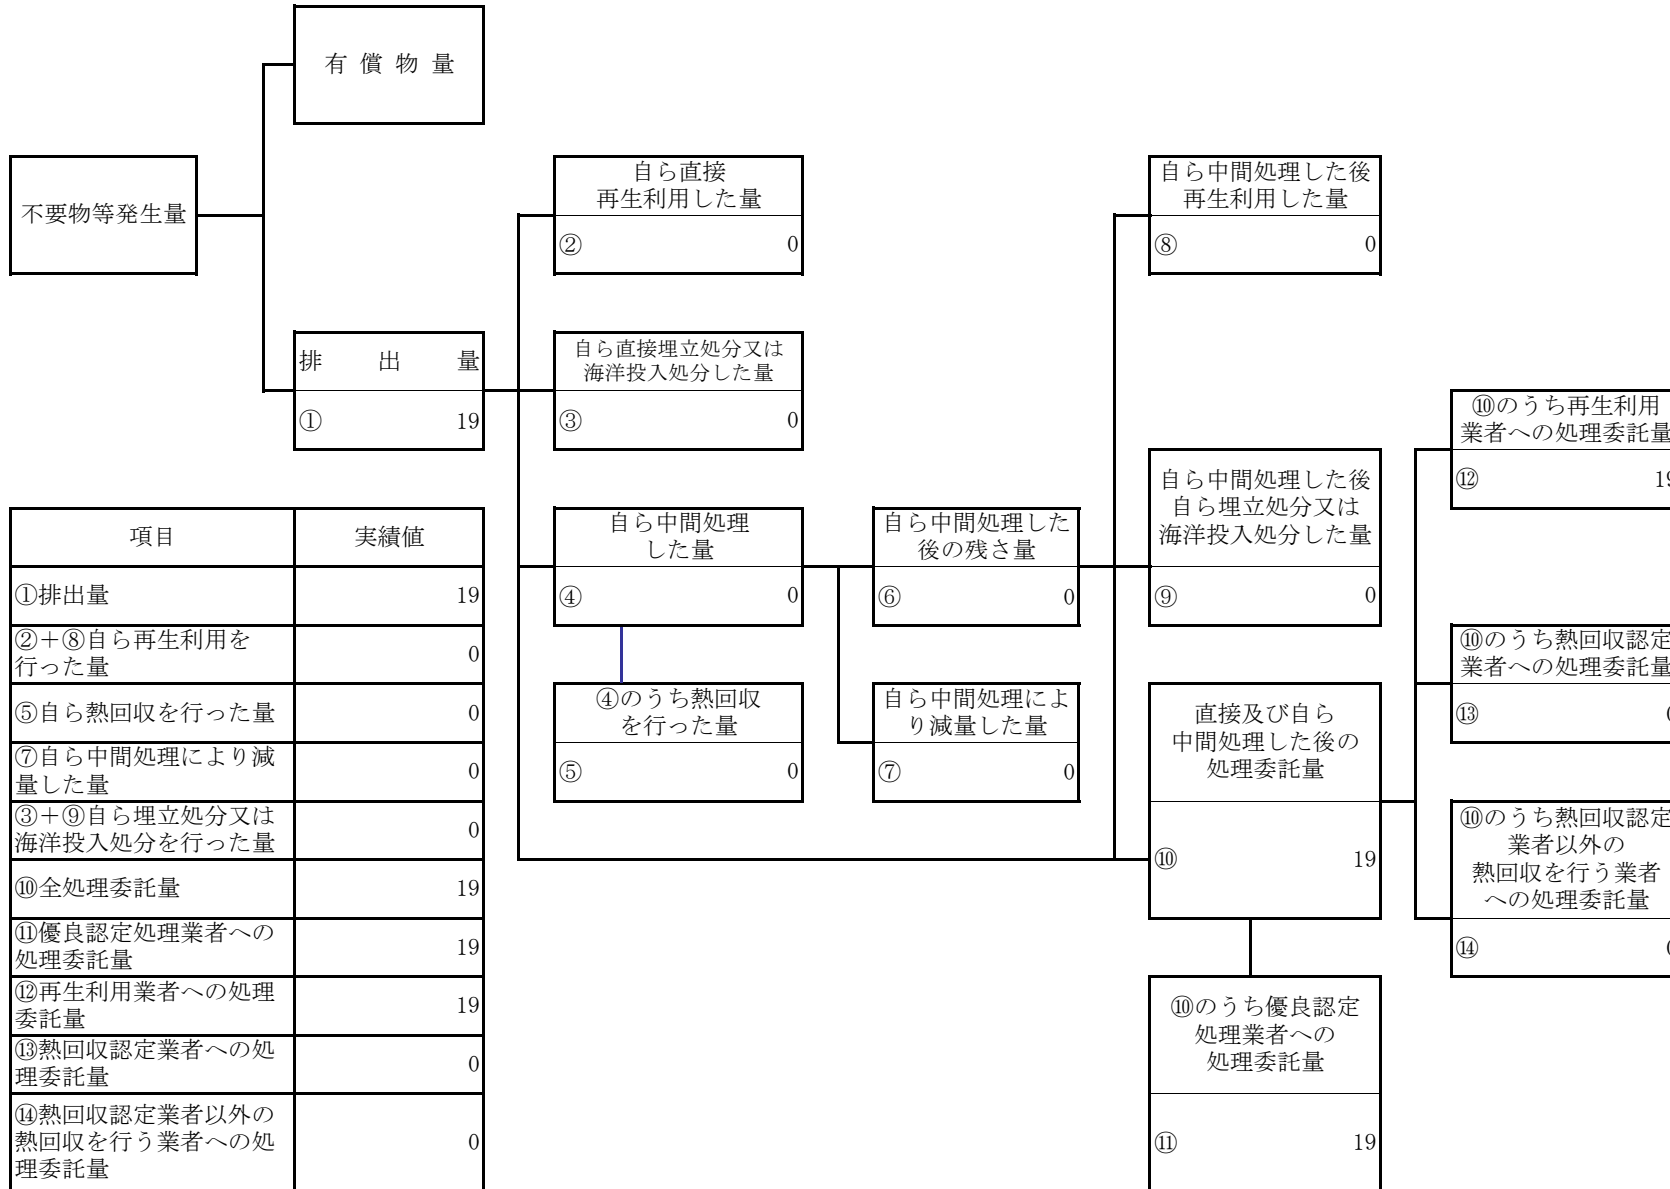 有償物量
不要物等発生量
自ら直接
再生利用した量
② 0
自ら中間処理した後
再生利用した量
⑧ 0
排出量
① 19
自ら直接埋立処分又は
海洋投入処分した量
③ 0
⑩のうち再生利用
業者への処理委託量
⑫ 19
自ら中間処理した後
自ら埋立処分又は
海洋投入処分した量
⑨ 0
自ら中間処理
した量
④ 0
自ら中間処理した
後の残さ量
⑥ 0
④のうち熱回収
を行った量
⑤ 0
自ら中間処理によ
り減量した量
⑦ 0
直接及び自ら
中間処理した後の
処理委託量
⑩ 19
⑩のうち熱回収認定
業者への処理委託量
⑬ 0
⑩のうち熱回収認定
業者以外の
熱回収を行う業者
への処理委託量
⑭ 0
⑩のうち優良認定
処理業者への
処理委託量
⑪ 19
項目 実績値
①排出量 19
②+⑧自ら再生利用を
行った量 0
⑤自ら熱回収を行った量 0
⑦自ら中間処理により減
量した量 0
③+⑨自ら埋立処分又は
海洋投入処分を行った量 0
⑩全処理委託量 19
⑪優良認定処理業者への
処理委託量 19
⑫再生利用業者への処理
委託量 19
⑬熱回収認定業者への処
理委託量 0
⑭熱回収認定業者以外の
熱回収を行う業者への処
理委託量 0